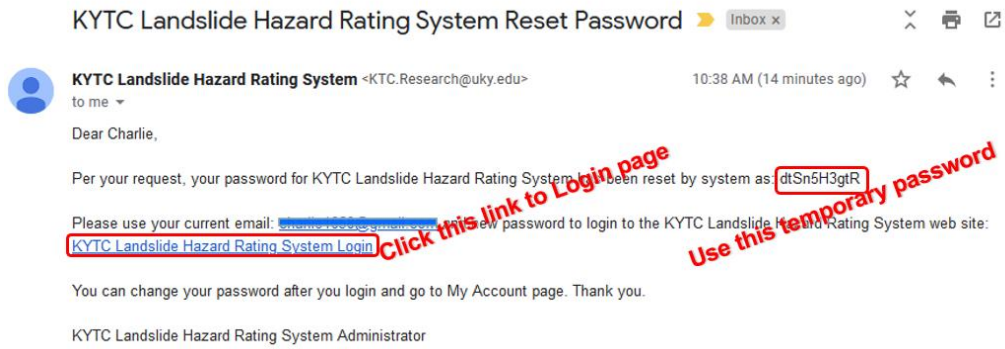 KYTC Landslide Hazard Rating System Reset Password Inbox x
KYTC Landslide Hazard Rating System <KTC.Research@uky.edu> 10:38 AM (14 minutes ago)
to me
Dear Charlie,
Per your request, your password for KYTC Landslide Hazard Rating System has been reset by system as: dtSn5H3gtR
Please use your current email: and new password to login to the KYTC Landslide Hazard Rating System web site:
KYTC Landslide Hazard Rating System Login
Click this link to Login page
Use this temporary password
You can change your password after you login and go to My Account page. Thank you.
KYTC Landslide Hazard Rating System Administrator